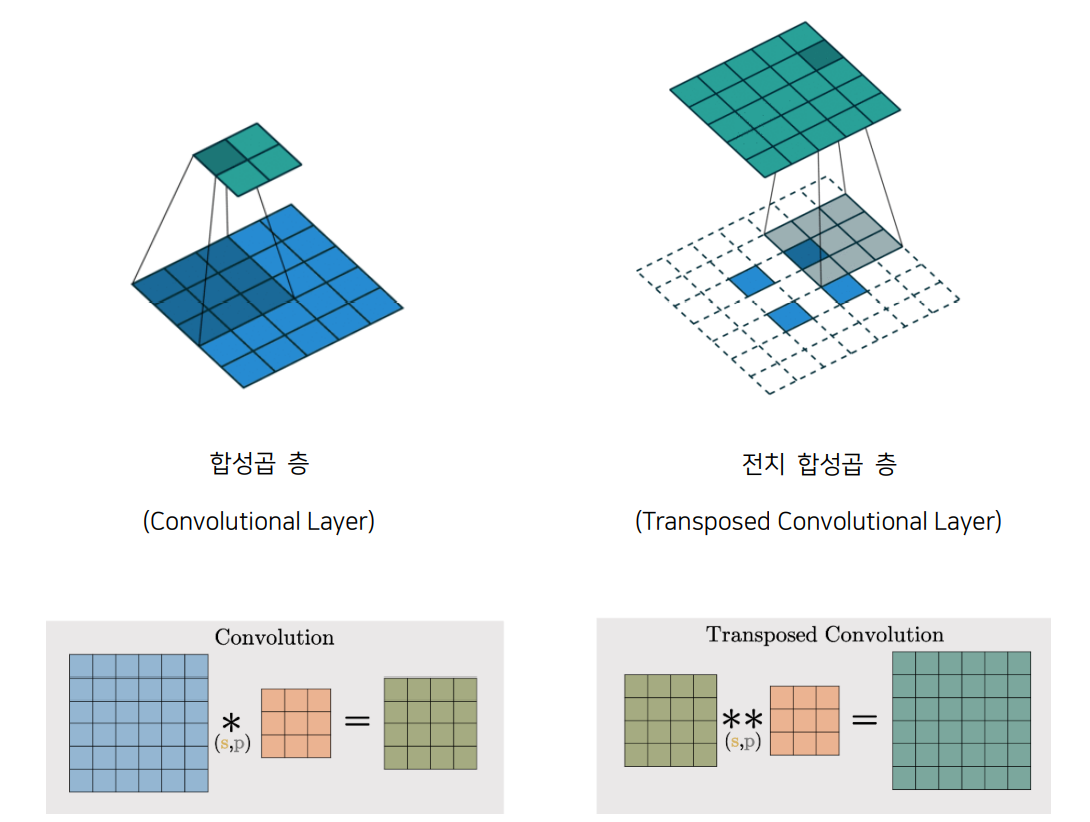 합성곱 층
(Convolutional Layer)
전치 합성곱 층
(Transposed Convolutional Layer)
Convolution
* =
(s,p)
Transposed Convolution
** =
(s,p)